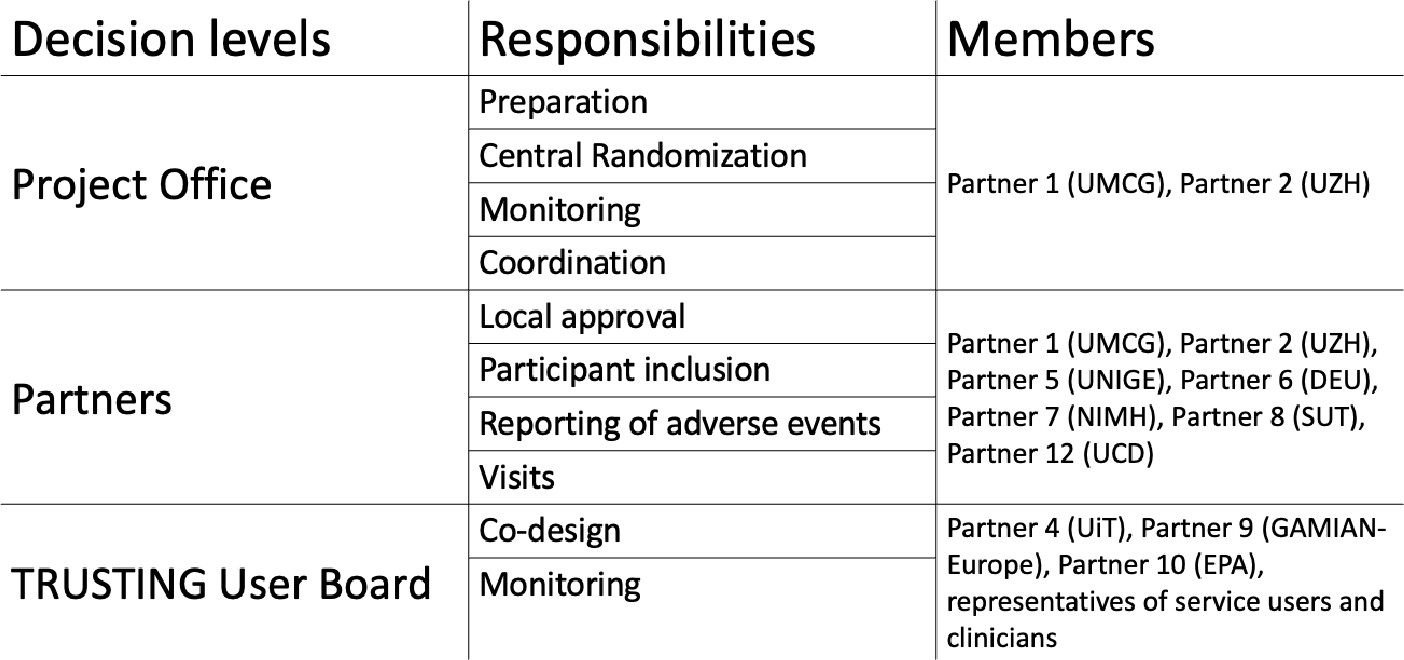 Decision levels
Responsibilities
Members
Project Office
Preparation
Central Randomization
Monitoring
Coordination
Partner 1 (UMCG), Partner 2 (UZH)
Partners
Local approval
Participant inclusion
Reporting of adverse events
Visits
Partner 1 (UMCG), Partner 2 (UZH),
Partner 5 (UNIGE), Partner 6 (DEU),
Partner 7 (NIMH), Partner 8 (SUT),
Partner 12 (UCD)
TRUSTING User Board
Co-design
Monitoring
Partner 4 (UiT), Partner 9 (GAMIAN-
Europe), Partner 10 (EPA),
representatives of service users and
clinicians